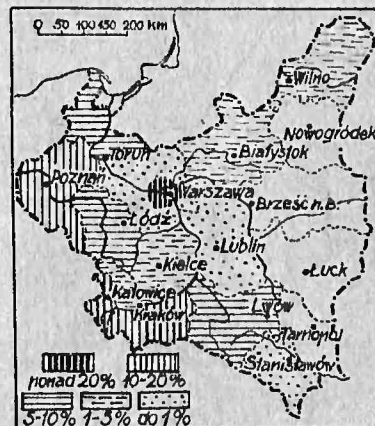 0 50 100 150 200 km
Wilno
Nowogródek
Toruń
Białystok
Poznań
Warszawa
Brześć n.B.
Łódź
Lublin
Kielce
Łuck
Katowice
Lwów
Kraków
Tarnopol
Stanisławów
ponad 20% 10-20%
5-10% 1-5% do 1%